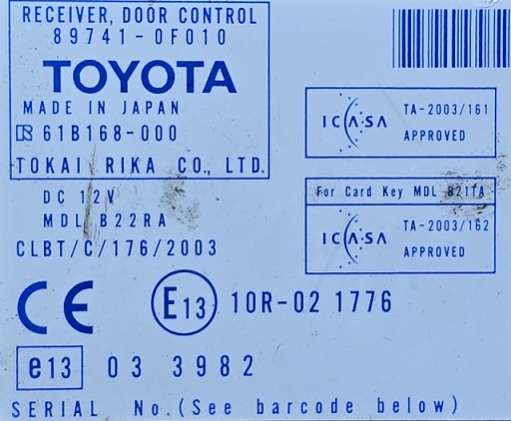 RECEIVER, DOOR CONTROL
89741-0F010
TOYOTA
MADE IN JAPAN
61B168-000
TOKAI RIKA CO., LTD.
DC 12V
MDL B22RA
CLBT/C/176/2003
ICASA TA-2003/161
APPROVED
For Card Key MDL B21TA
ICASA TA-2003/162
APPROVED
CE E13 10R-02 1776
e13 03 3982
SERIAL No.(See barcode below)